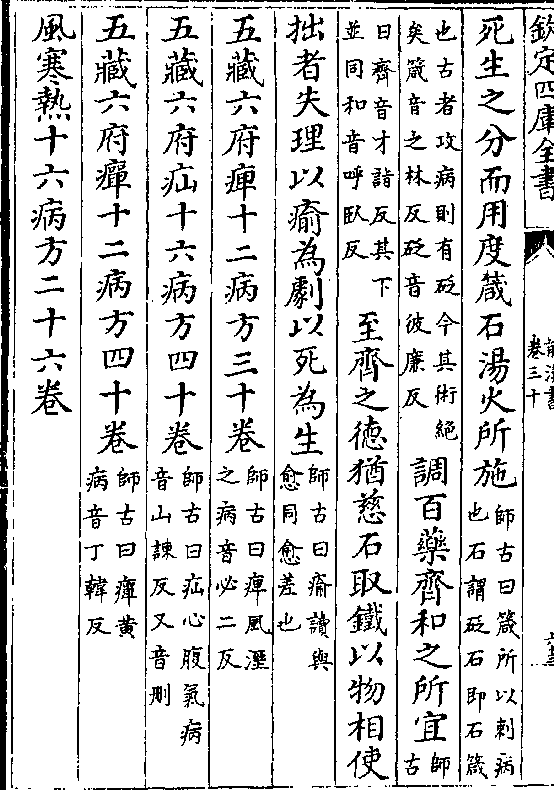 欽定四庫全書
前漢書
卷三十
死生之分而用度箴石湯火所施師古曰箴所以刺病
也石謂砭石即石箴
也古者攻病則有砭今其術絕
矣箴音之林反砭音彼廉反調百藥齊和之所宜師
古
曰齊音才詣反其下
並同和音呼臥反至齊之徳猶慈石取鐵以物相使
拙者失理以瘉為劇以死為生師古曰瘉讀與
愈同愈差也
五藏六府痺十二病方三十卷師古曰痺風溼
之病音必二反
五藏六府疝十六病方四十卷師古曰疝心腹氣病
音山諫反又音刪
五藏六府癉十二病方四十卷師古曰癉黄
病音丁韓反
風寒熱十六病方二十六卷